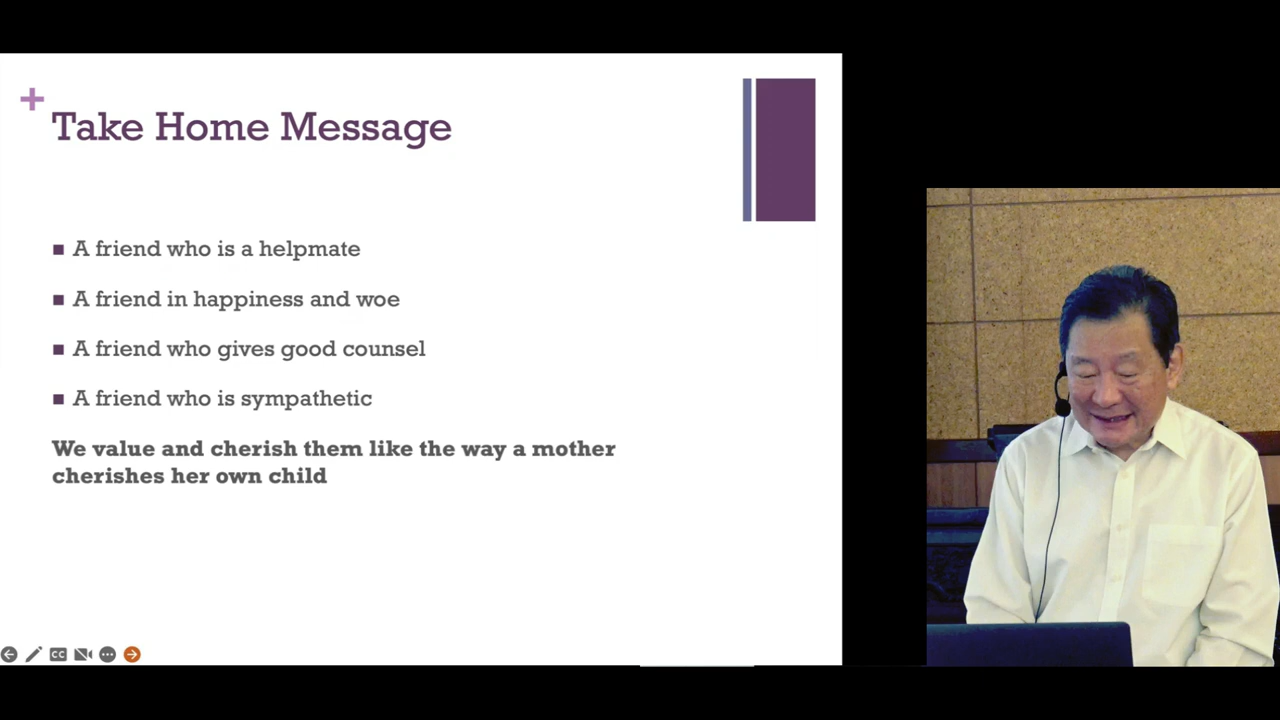 +
Take Home Message
■ A friend who is a helpmate
■ A friend in happiness and woe
■ A friend who gives good counsel
■ A friend who is sympathetic
We value and cherish them like the way a mother
cherishes her own child
CC